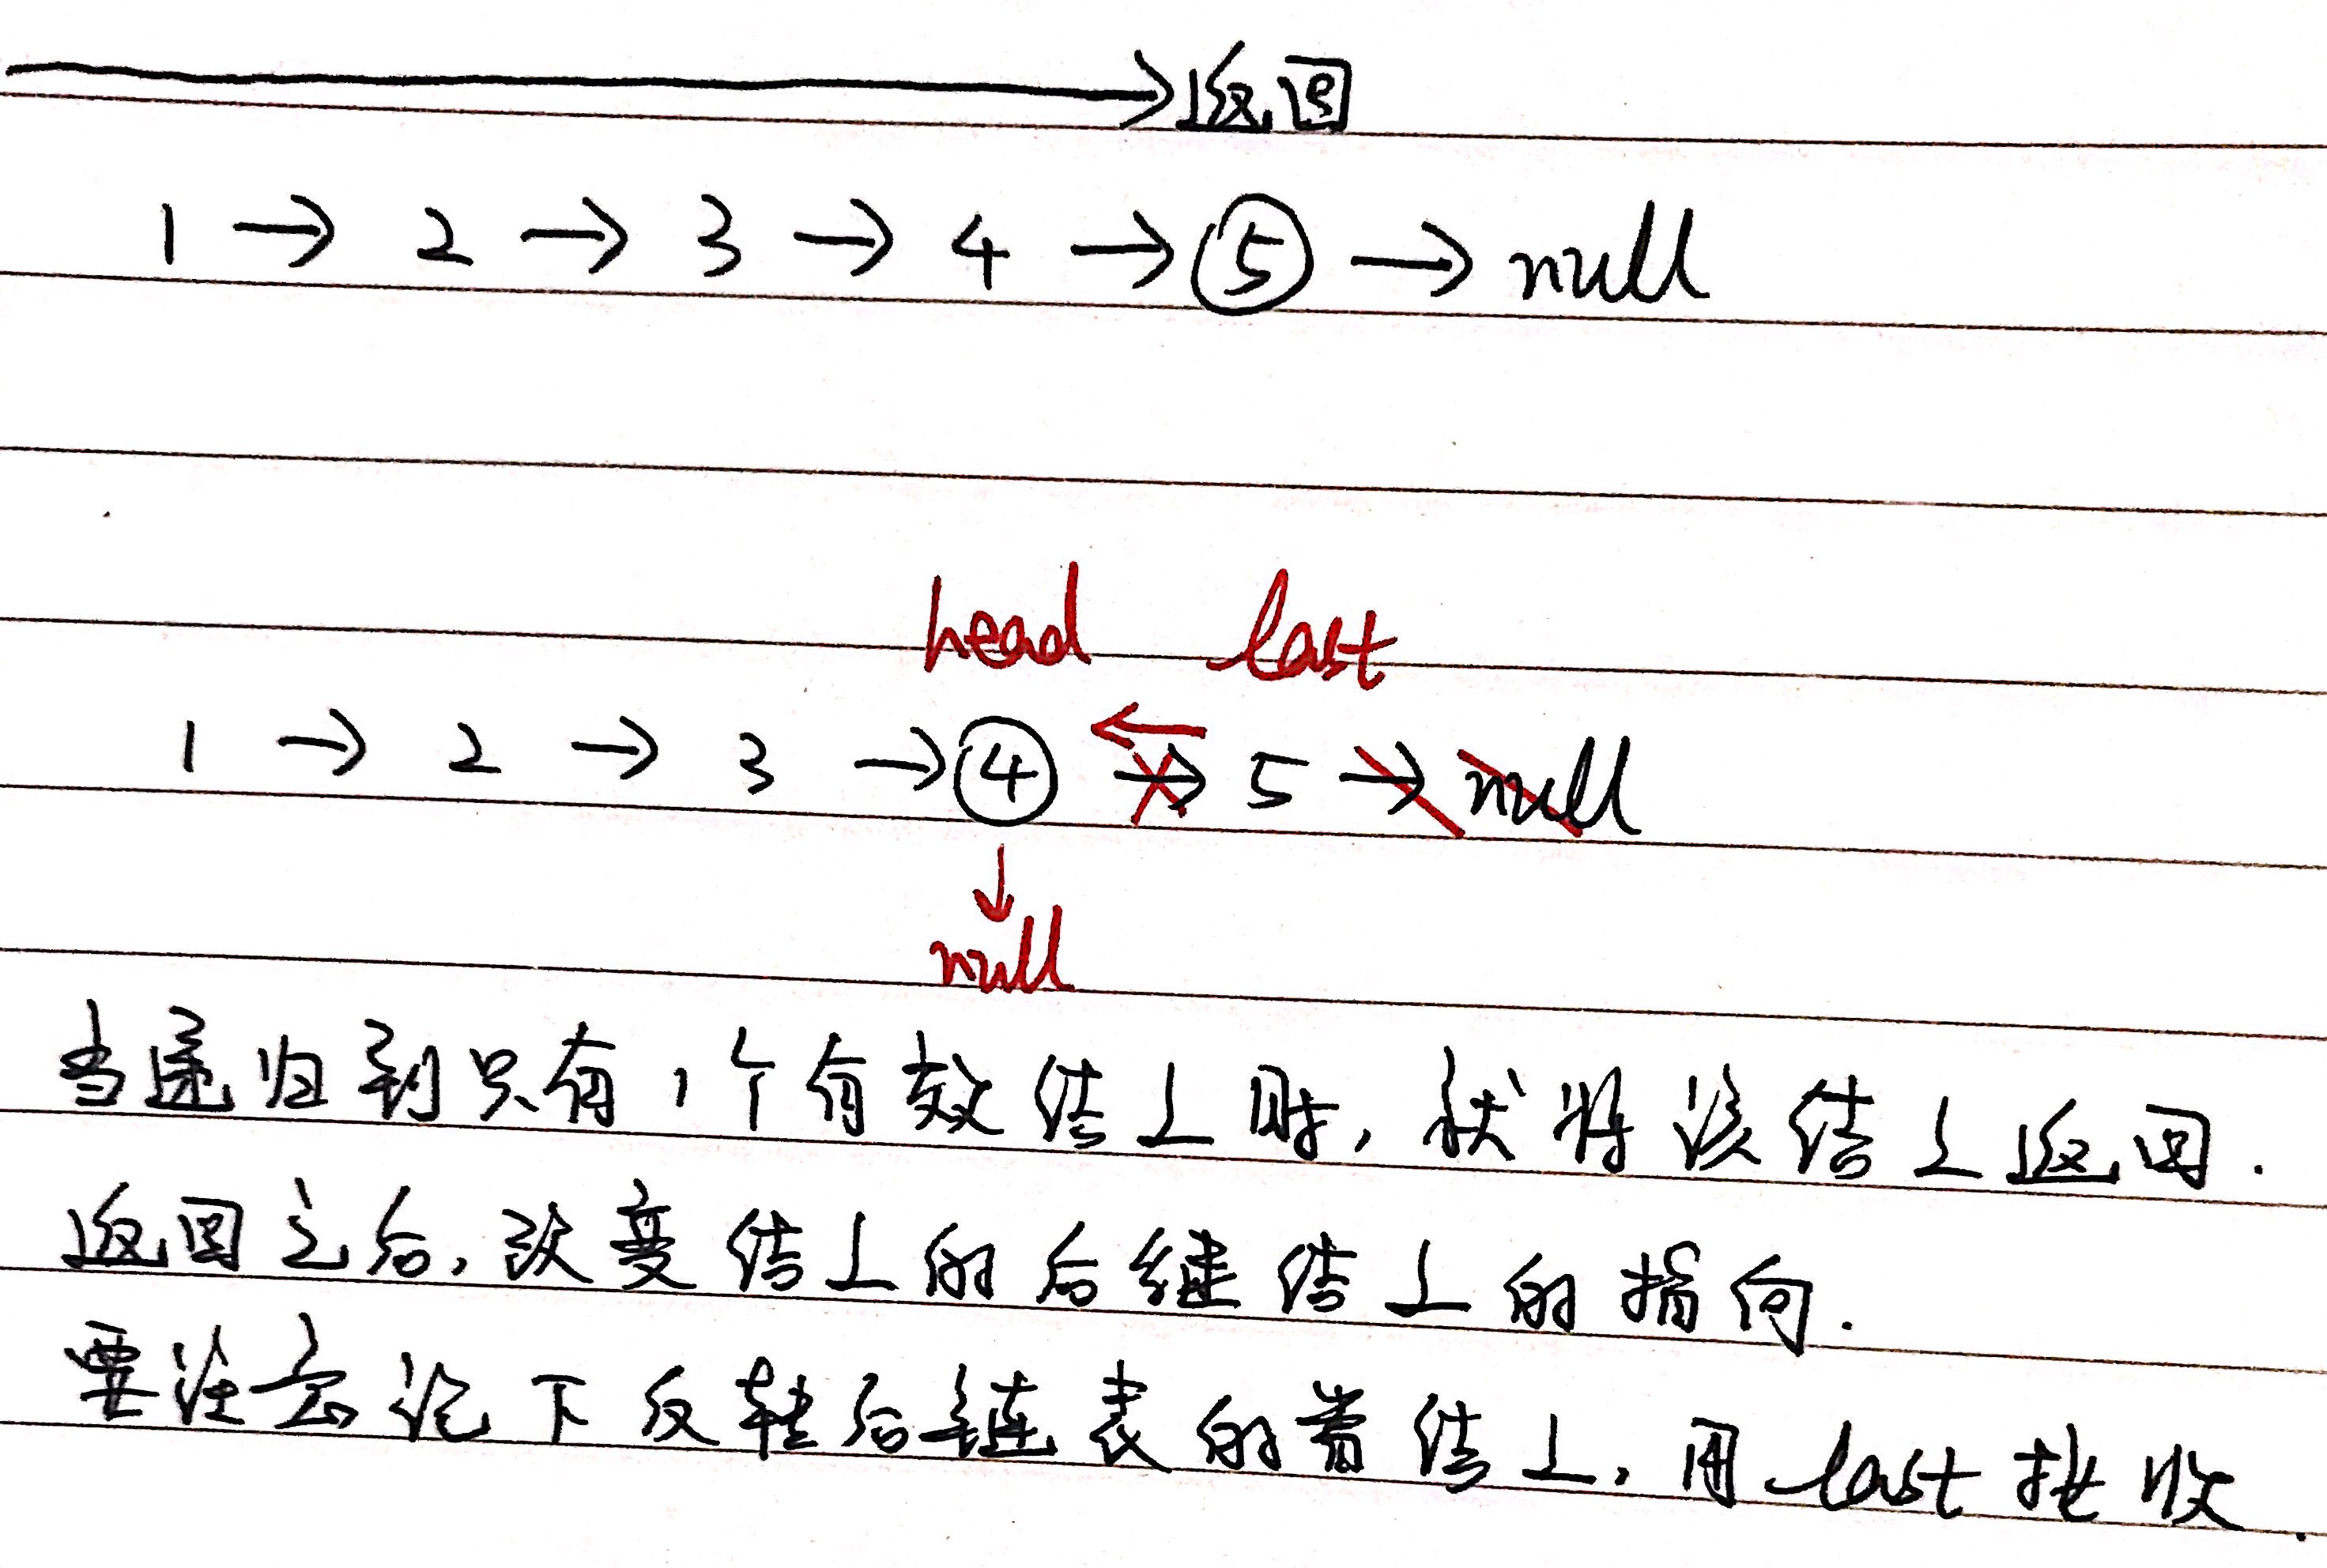 →返回
1 → 2 → 3 → 4 → ⑤ → null
head last
1 → 2 → 3 → ④ ← → 5 → null
↓
null
当递归到只有1个有效结点时,就将该结点返回.
返回之后,改变结点的后继结点的指向.
要注意记下反转后链表的首结点,用last接收.